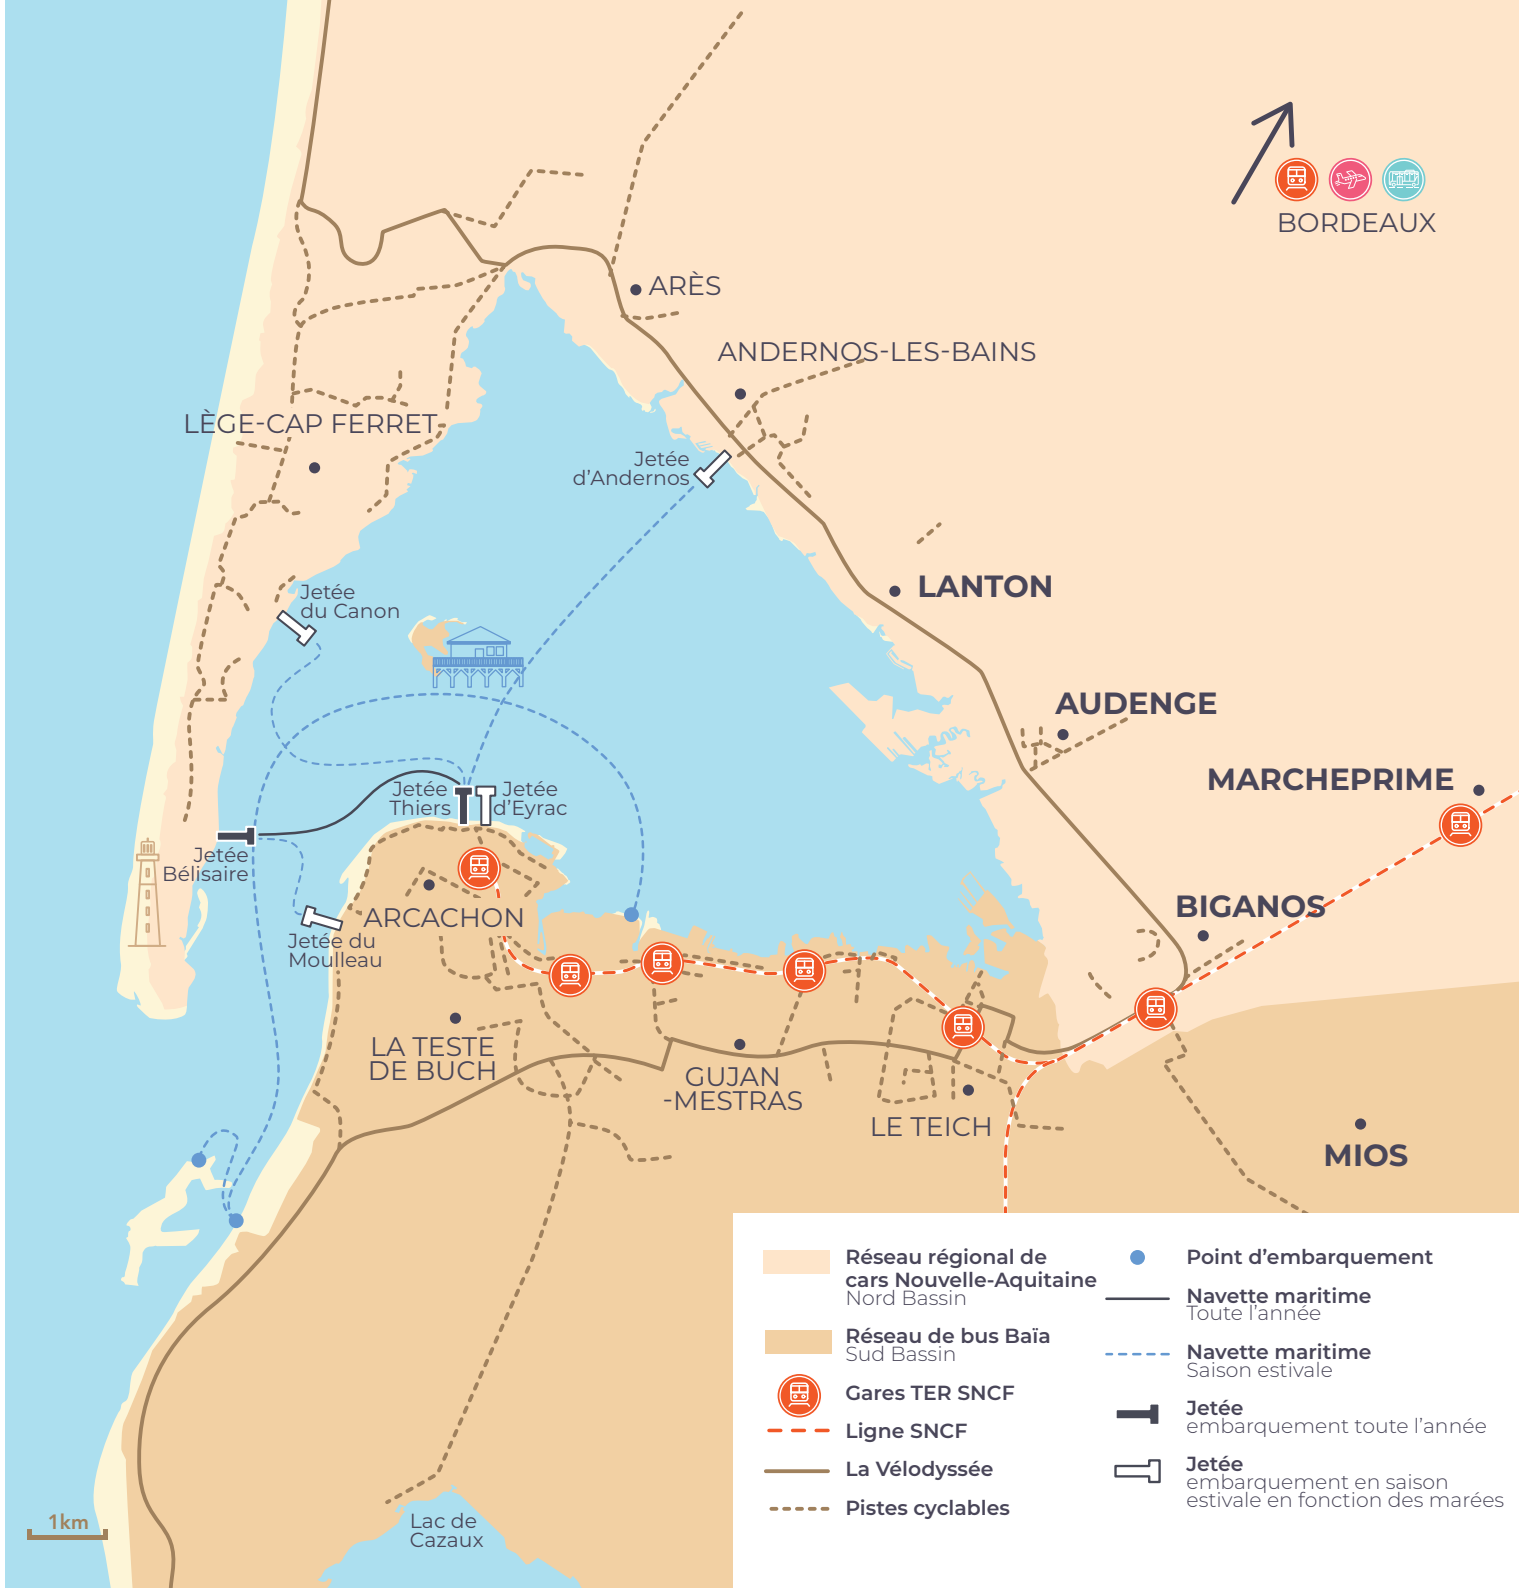 BORDEAUX
ARÈS
ANDERNOS-LES-BAINS
LÈGE-CAP FERRET
Jetée
d'Andernos
LANTON
Jetée
du Canon
AUDENGE
MARCHEPRIME
Jetée
Thiers
Jetée
d'Eyrac
Jetée
Bélisaire
ARCACHON
BIGANOS
Jetée du
Moulleau
LA TESTE
DE BUCH
GUJAN
-MESTRAS
LE TEICH
MIOS
Réseau régional de
cars Nouvelle-Aquitaine
Nord Bassin
Réseau de bus Baïa
Sud Bassin
Gares TER SNCF
Ligne SNCF
La Vélodyssée
Pistes cyclables
Point d'embarquement
Navette maritime
Toute l'année
Navette maritime
Saison estivale
Jetée
embarquement toute l'année
Jetée
embarquement en saison
estivale en fonction des marées
1km
Lac de
Cazaux